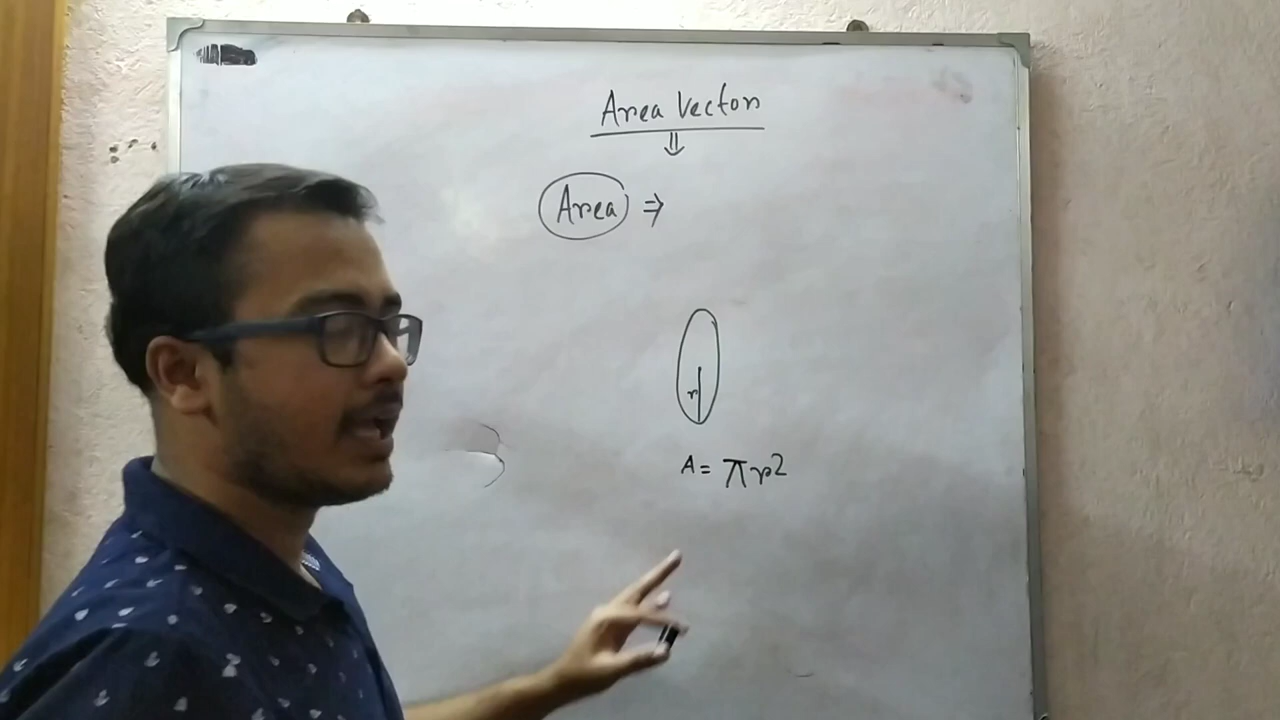 Area Vector
⇓
Area ⇒
r
A = πr²